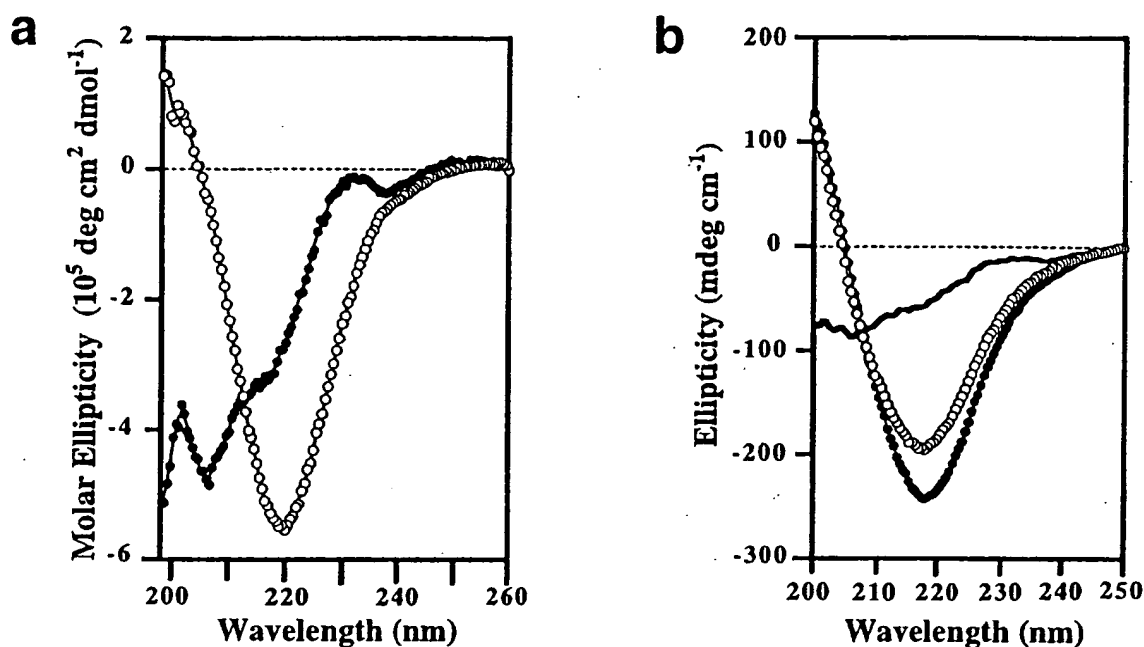 a
Molar Ellipticity (10⁵ deg cm² dmol⁻¹)
2
0
-2
-4
-6
200 220 240 260
Wavelength (nm)
b
Ellipticity (mdeg cm⁻¹)
200
100
0
-100
-200
-300
200 210 220 230 240 250
Wavelength (nm)